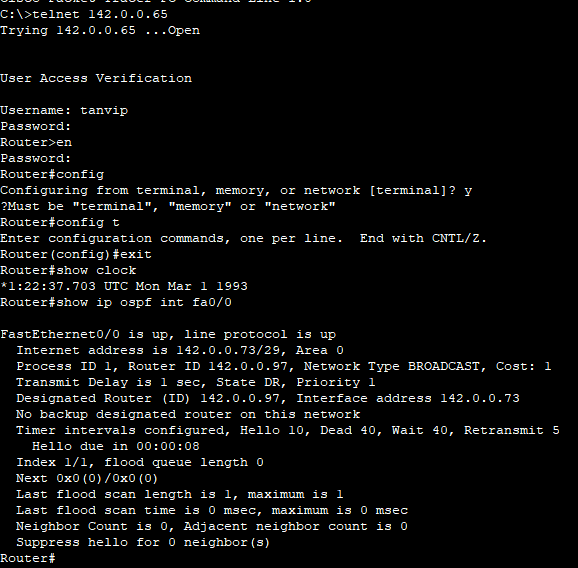 C:\>telnet 142.0.0.65
Trying 142.0.0.65 ...Open
User Access Verification
Username: tanvip
Password:
Router>en
Password:
Router#config
Configuring from terminal, memory, or network [terminal]? y
?Must be "terminal", "memory" or "network"
Router#config t
Enter configuration commands, one per line.  End with CNTL/Z.
Router(config)#exit
Router#show clock
*1:22:37.703 UTC Mon Mar 1 1993
Router#show ip ospf int fa0/0
FastEthernet0/0 is up, line protocol is up
  Internet address is 142.0.0.73/29, Area 0
  Process ID 1, Router ID 142.0.0.97, Network Type BROADCAST, Cost: 1
  Transmit Delay is 1 sec, State DR, Priority 1
  Designated Router (ID) 142.0.0.97, Interface address 142.0.0.73
  No backup designated router on this network
  Timer intervals configured, Hello 10, Dead 40, Wait 40, Retransmit 5
    Hello due in 00:00:08
  Index 1/1, flood queue length 0
  Next 0x0(0)/0x0(0)
  Last flood scan length is 1, maximum is 1
  Last flood scan time is 0 msec, maximum is 0 msec
  Neighbor Count is 0, Adjacent neighbor count is 0
  Suppress hello for 0 neighbor(s)
Router#